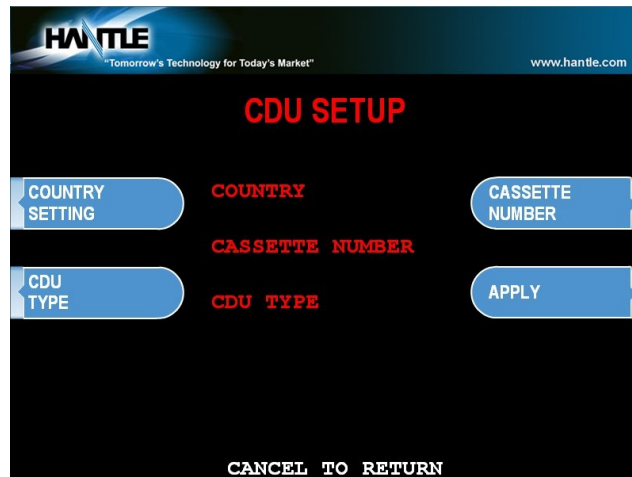 HANTLE
"Tomorrow's Technology for Today's Market"
www.hantle.com
CDU SETUP
COUNTRY
SETTING
COUNTRY
CASSETTE
NUMBER
CASSETTE NUMBER
CDU
TYPE
CDU TYPE
APPLY
CANCEL TO RETURN